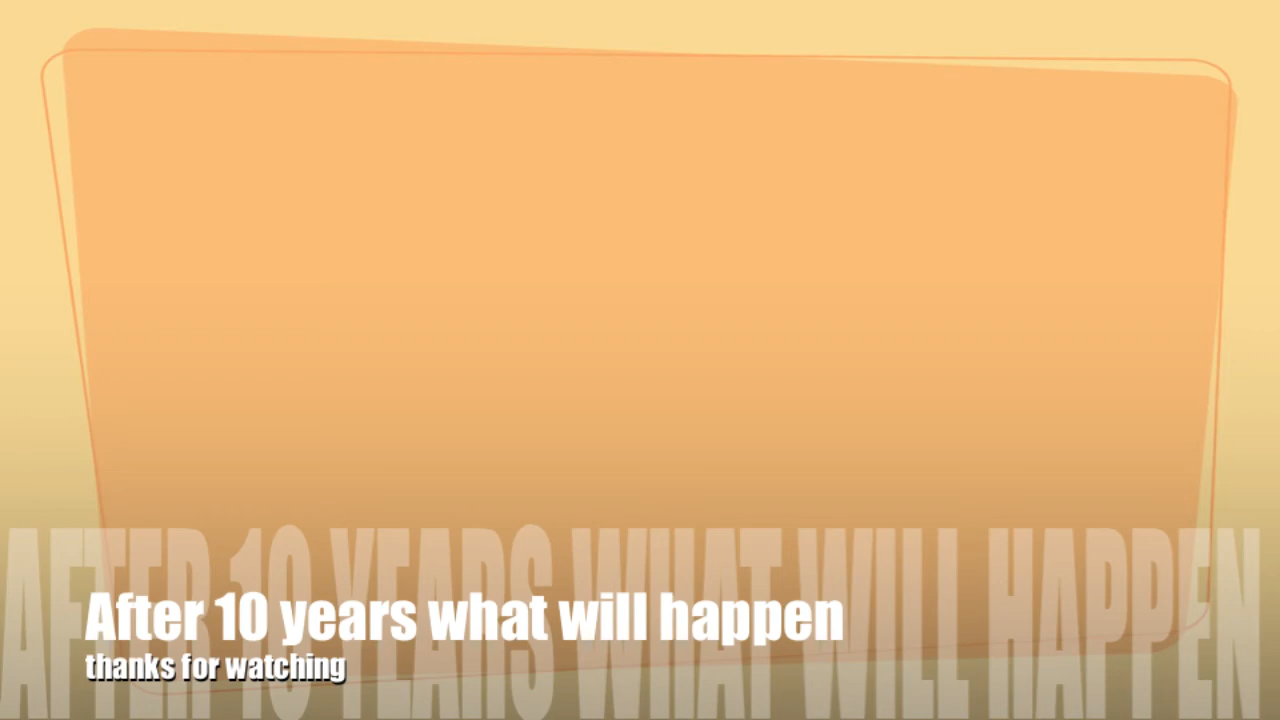 AFTER 10 YEARS WHAT WILL HAPPEN
After 10 years what will happen
thanks for watching